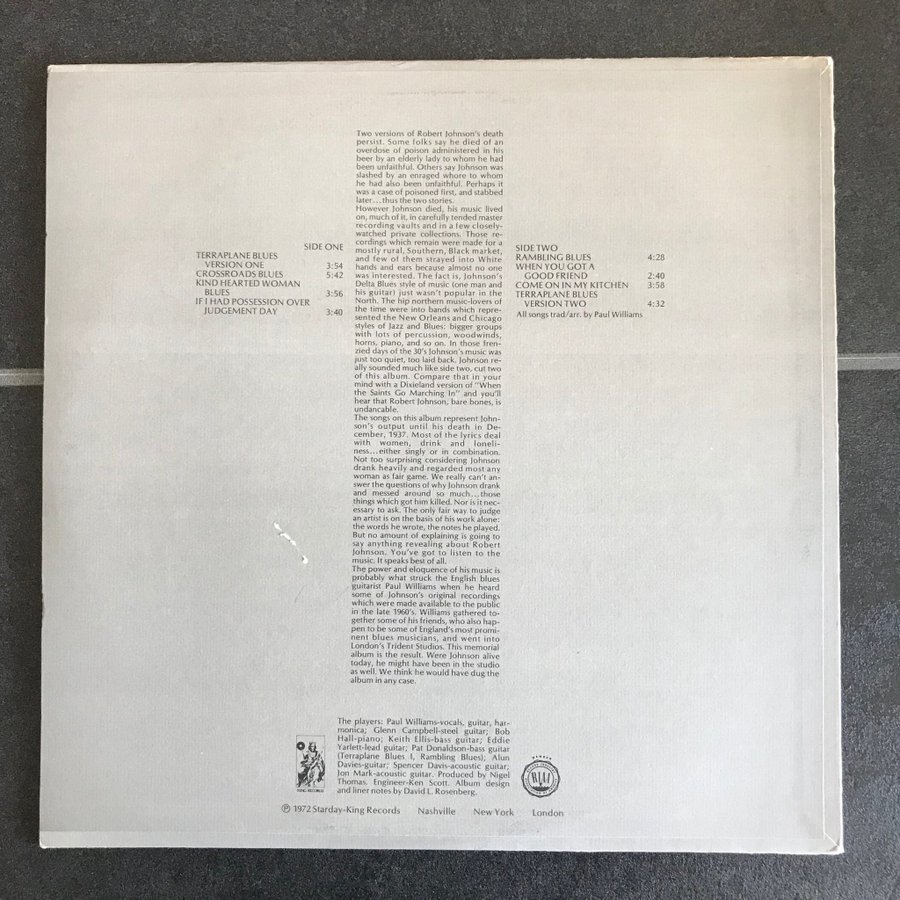 Two versions of Robert Johnson's death
persist. Some folks say he died of an
overdose of poison administered in his
beer by an elderly lady to whom he had
been unfaithful. Others say Johnson was
slashed by an enraged whore to whom
he had also been unfaithful. Perhaps it
was a case of poisoned first, and stabbed
later...thus the two stories.
However Johnson died, his music lived
on, much of it, in carefully tended master
recording vaults and in a few closely-
watched private collections. Those re-
cordings which remain were made for a
mostly rural, Southern, Black market,
and few of them strayed into White
hands and ears because almost no one
was interested. The fact is, Johnson's
Delta Blues style of music (one man and
his guitar) just wasn't popular in the
North. The hip northern music-lovers of
the time were into bands which repre-
sented the New Orleans and Chicago
styles of Jazz and Blues: bigger groups
with lots of percussion, woodwinds,
horns, piano, and so on. In those fren-
zied days of the 30's Johnson's music was
just too quiet, too laid back. Johnson re-
ally sounded much like side two, cut two
of this album. Compare that in your
mind with a Dixieland version of "When
the Saints Go Marching In" and you'll
hear that Robert Johnson, bare bones, is
undancable.
The songs on this album represent John-
son's output until his death in De-
cember, 1937. Most of the lyrics deal
with women, drink and loneli-
ness...either singly or in combination.
Not too surprising considering Johnson
drank heavily and regarded most any
woman as fair game. We really can't an-
swer the questions of why Johnson drank
and messed around so much...those
things which got him killed. Nor is it nec-
essary to ask. The only fair way to judge
an artist is on the basis of his work alone:
the words he wrote, the notes he played.
But no amount of explaining is going to
say anything revealing about Robert
Johnson. You've got to listen to the
music. It speaks best of all.
The power and eloquence of his music is
probably what struck the English blues
guitarist Paul Williams when he heard
some of Johnson's original recordings
which were made available to the public
in the late 1960's. Williams gathered to-
gether some of his friends, who also hap-
pen to be some of England's most promi-
nent blues musicians, and went into
London's Trident Studios. This memorial
album is the result. Were Johnson alive
today, he might have been in the studio
as well. We think he would have dug the
album in any case.
SIDE ONE
TERRAPLANE BLUES
VERSION ONE 3:54
CROSSROADS BLUES 5:42
KIND HEARTED WOMAN
BLUES 3:56
IF I HAD POSSESSION OVER
JUDGEMENT DAY 3:40
SIDE TWO
RAMBLING BLUES 4:28
WHEN YOU GOT A
GOOD FRIEND 2:40
COME ON IN MY KITCHEN 3:58
TERRAPLANE BLUES
VERSION TWO 4:32
All songs trad/arr. by Paul Williams
The players: Paul Williams-vocals, guitar, har-
monica; Glenn Campbell-steel guitar; Bob
Hall-piano; Keith Ellis-bass guitar; Eddie
Yarlett-lead guitar; Pat Donaldson-bass guitar
(Terraplane Blues I, Rambling Blues); Alun
Davies-guitar; Spencer Davis-acoustic guitar;
Jon Mark-acoustic guitar. Produced by Nigel
Thomas. Engineer-Ken Scott. Album design
and liner notes by David L. Rosenberg.
KING RECORDS
℗ 1972 Starday-King Records Nashville New York London